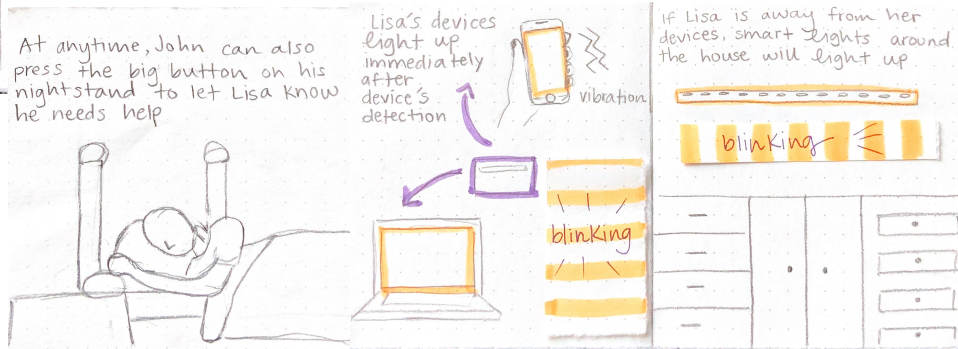 At anytime, John can also
press the big button on his
nightstand to let Lisa know
he needs help
Lisa's devices
light up
immediately
after
device's
detection
vibration
blinking
If Lisa is away from her
devices, smart lights around
the house will light up
blinking